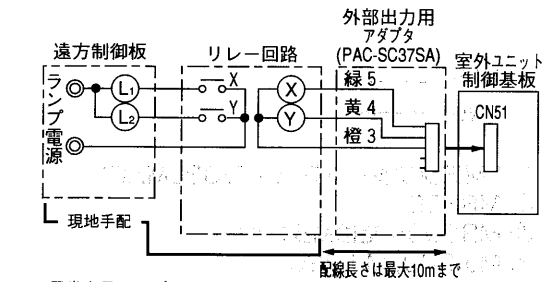 外部出力用
アダプタ
(PAC-SC37SA)
遠方制御板
リレー回路
室外ユニット
制御基板
ランプ電源
L1
L2
X
Y
X
Y
緑 5
黄 4
橙 3
CN51
現地手配
配線長さは最大10mまで